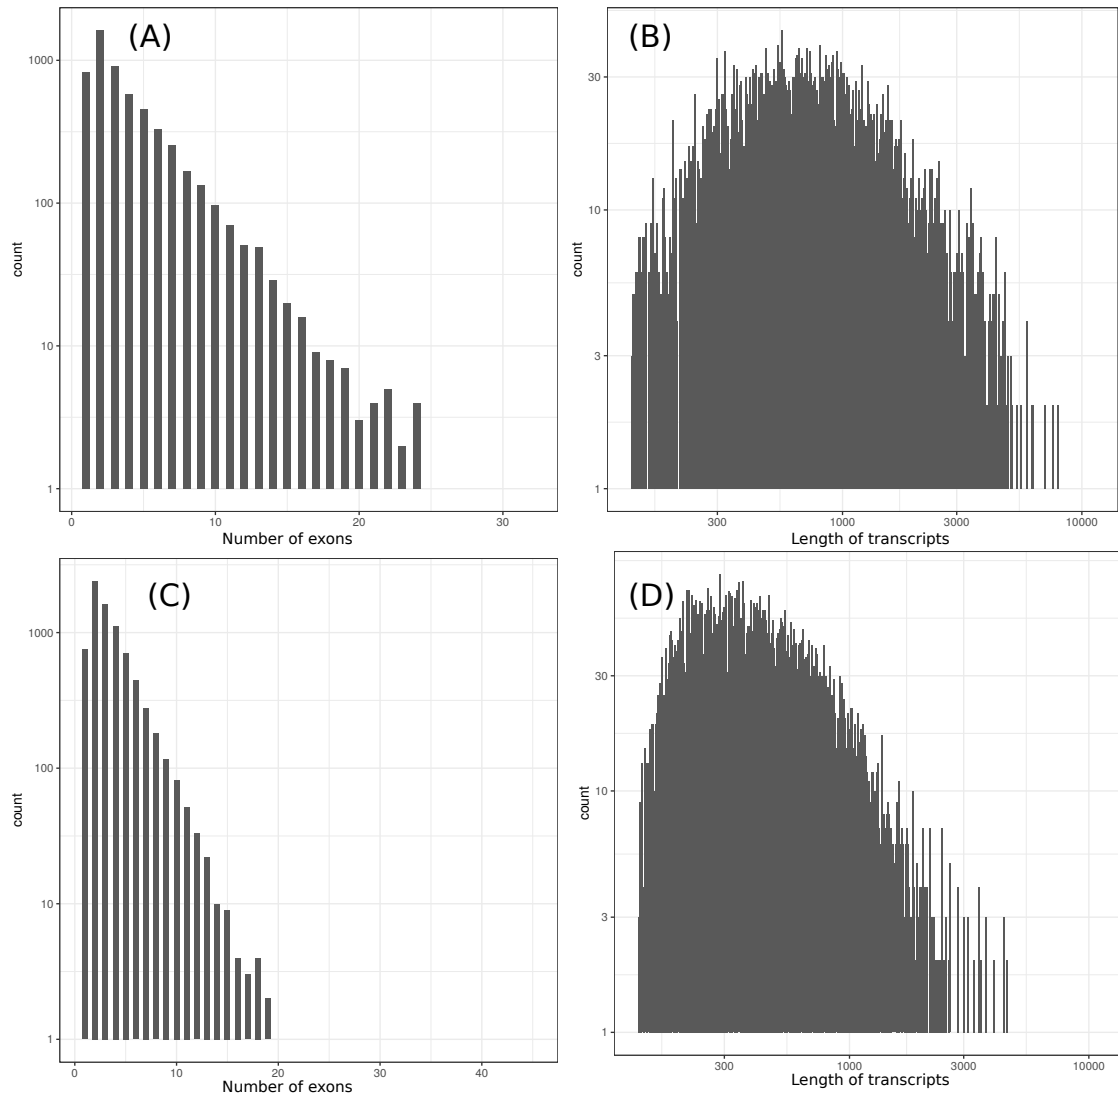 (A)
1000
100
10
1
count
0 10 20 30
Number of exons
(B)
30
10
3
1
count
300 1000 3000 10000
Length of transcripts
(C)
1000
100
10
1
count
0 10 20 30 40
Number of exons
(D)
30
10
3
1
count
300 1000 3000 10000
Length of transcripts